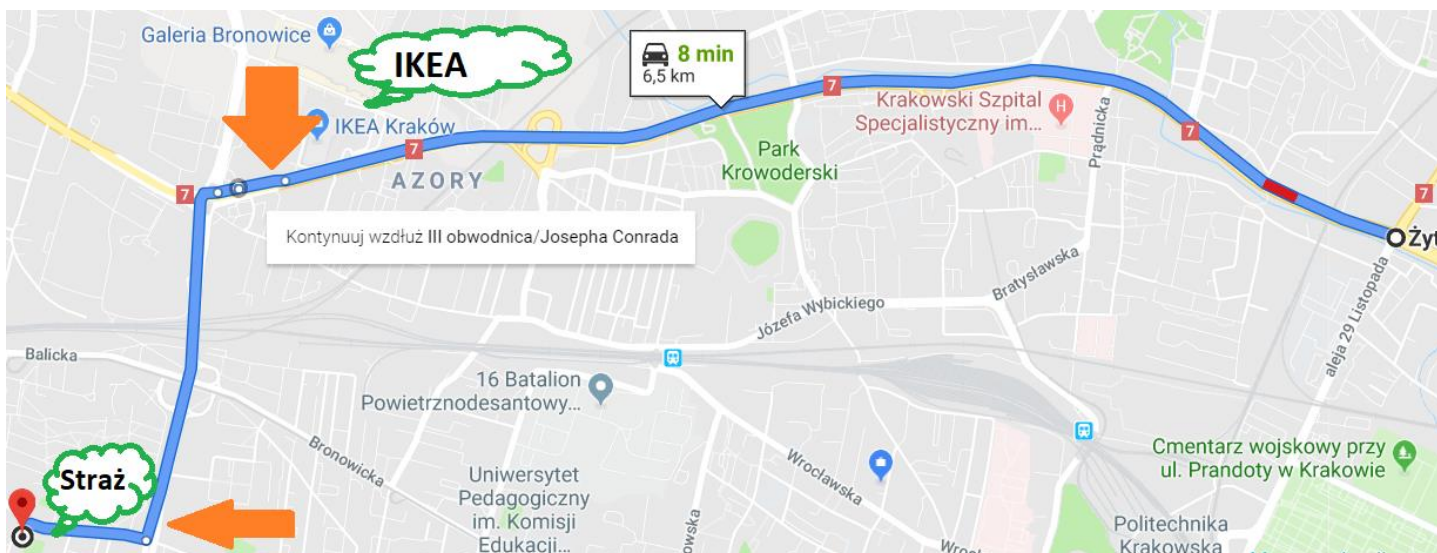 Galeria Bronowice
IKEA
8 min
6,5 km
7
Krakowski Szpital
Specjalistyczny im...
H
IKEA Kraków
7
Prądnicka
7
Park
Krowoderski
AZORY
7
7
Kontynuuj wzdłuż III obwodnica/Josepha Conrada
Żyt
Bratysławska
aleja 29 Listopada
Józefa Wybickiego
Balicka
16 Batalion
Powietrznodesantowy...
Bronowicka
Wrocławska
Cmentarz wojskowy przy
ul. Prandoty w Krakowie
Straż
Uniwersytet
Pedagogiczny
im. Komisji
Edukacji...
Politechnika
Krakowska